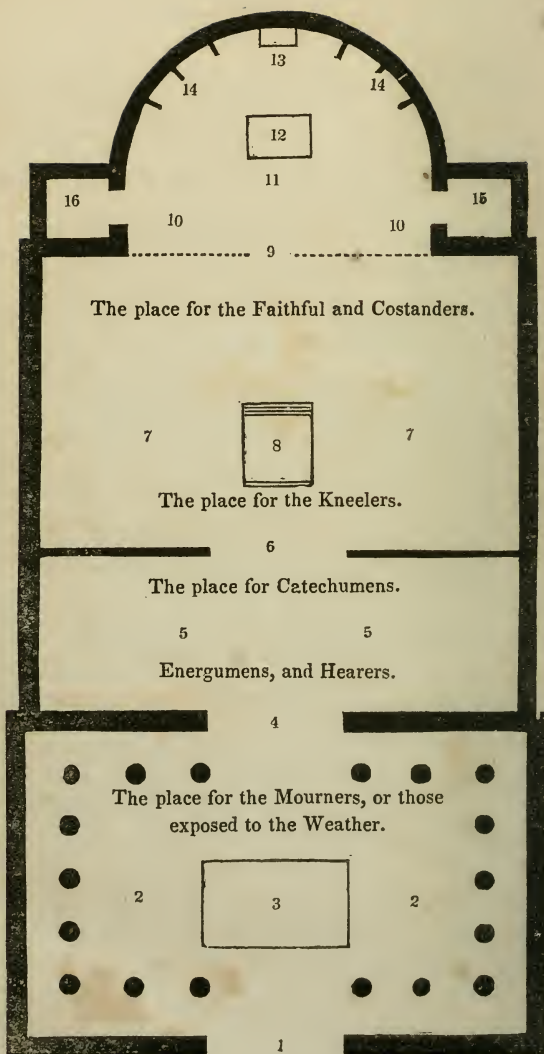 13
14 14
12
11
16 15
10 10
9
The place for the Faithful and Costanders.
7 8 7
The place for the Kneelers.
6
The place for Catechumens.
5 5
Energumens, and Hearers.
4
The place for the Mourners, or those
exposed to the Weather.
2 3 2
1